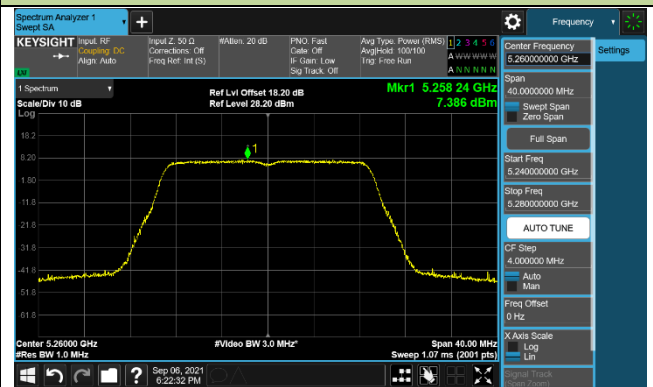 Spectrum Analyzer 1
Swept SA
Frequency
KEYSIGHT
Input: RF
Coupling: DC
Align: Auto
Input Z: 50 Ω
Corrections: Off
Freq Ref: Int (S)
#Atten: 20 dB
PNO: Fast
Gate: Off
IF Gain: Low
Sig Track: Off
Avg Type: Power (RMS)
Avg|Hold: 100/100
Trig: Free Run
1 2 3 4 5 6
A W W W W W
A N N N N N
LXI
1 Spectrum
Scale/Div 10 dB
Log
Ref Lvl Offset 18.20 dB
Ref Level 28.20 dBm
Mkr1 5.258 24 GHz
7.386 dBm
1
18.2
8.20
-1.80
-11.8
-21.8
-31.8
-41.8
-51.8
-61.8
Center 5.26000 GHz
#Res BW 1.0 MHz
#Video BW 3.0 MHz*
Span 40.00 MHz
Sweep 1.07 ms (2001 pts)
Sep 06, 2021
6:22:32 PM
Center Frequency
5.260000000 GHz
Span
40.0000000 MHz
Swept Span
Zero Span
Full Span
Start Freq
5.240000000 GHz
Stop Freq
5.280000000 GHz
AUTO TUNE
CF Step
4.000000 MHz
Auto
Man
Freq Offset
0 Hz
X Axis Scale
Log
Lin
Signal Track
(Span Zoom)
Settings